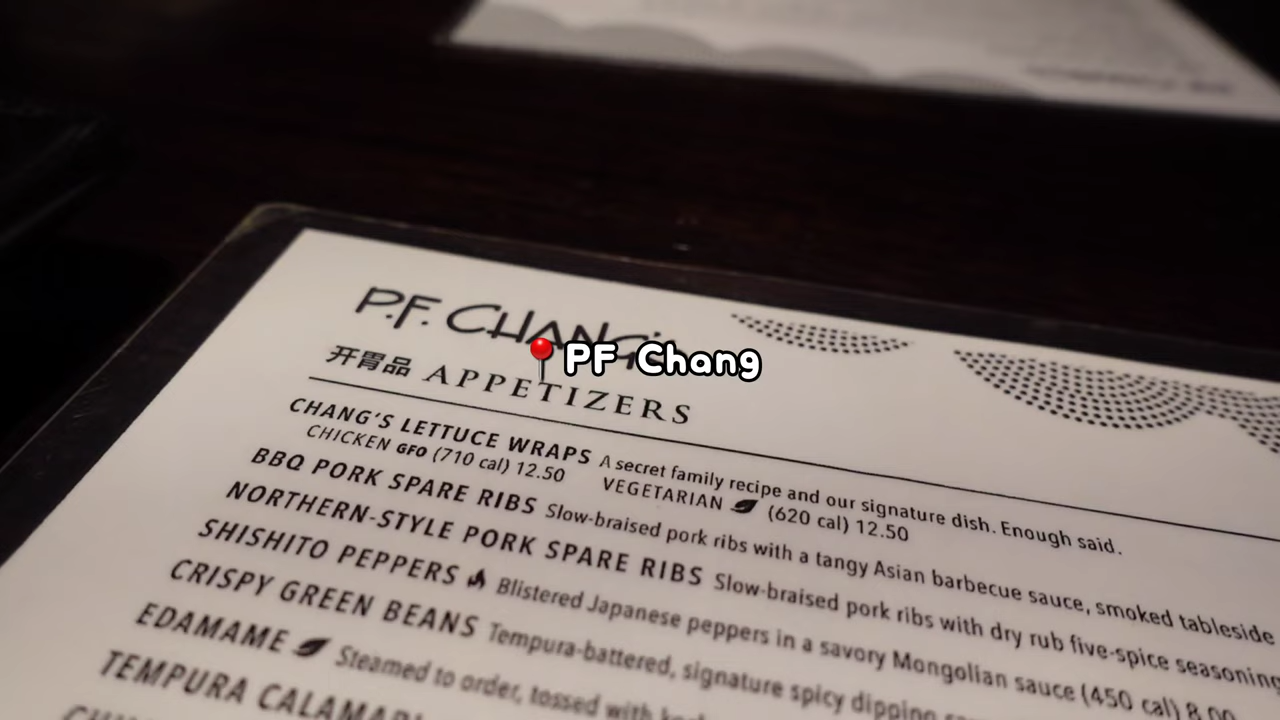 P.F. CHANG'S
PF Chang
开胃品 APPETIZERS
CHANG'S LETTUCE WRAPS A secret family recipe and our signature dish. Enough said.
CHICKEN GFO (710 cal) 12.50 VEGETARIAN (620 cal) 12.50
BBQ PORK SPARE RIBS Slow-braised pork ribs with a tangy Asian barbecue sauce, smoked tableside
NORTHERN-STYLE PORK SPARE RIBS Slow-braised pork ribs with dry rub five-spice seasoning
SHISHITO PEPPERS Blistered Japanese peppers in a savory Mongolian sauce (450 cal) 8.00
CRISPY GREEN BEANS Tempura-battered, signature spicy dipping
EDAMAME Steamed to order, tossed with
TEMPURA CALAMARI